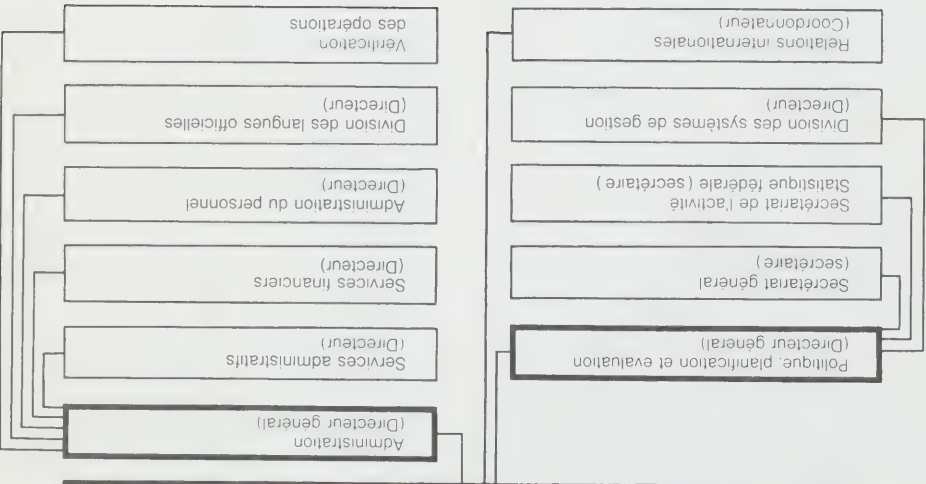 Politique, planification et évaluation
(Directeur général)
Secrétariat général
(secrétaire)
Secrétariat de l'activité
Statistique fédérale (secrétaire)
Division des systèmes de gestion
(Directeur)
Relations internationales
(Coordonnateur)
Administration
(Directeur général)
Services administratifs
(Directeur)
Services financiers
(Directeur)
Administration du personnel
(Directeur)
Division des langues officielles
(Directeur)
Vérification
des opérations